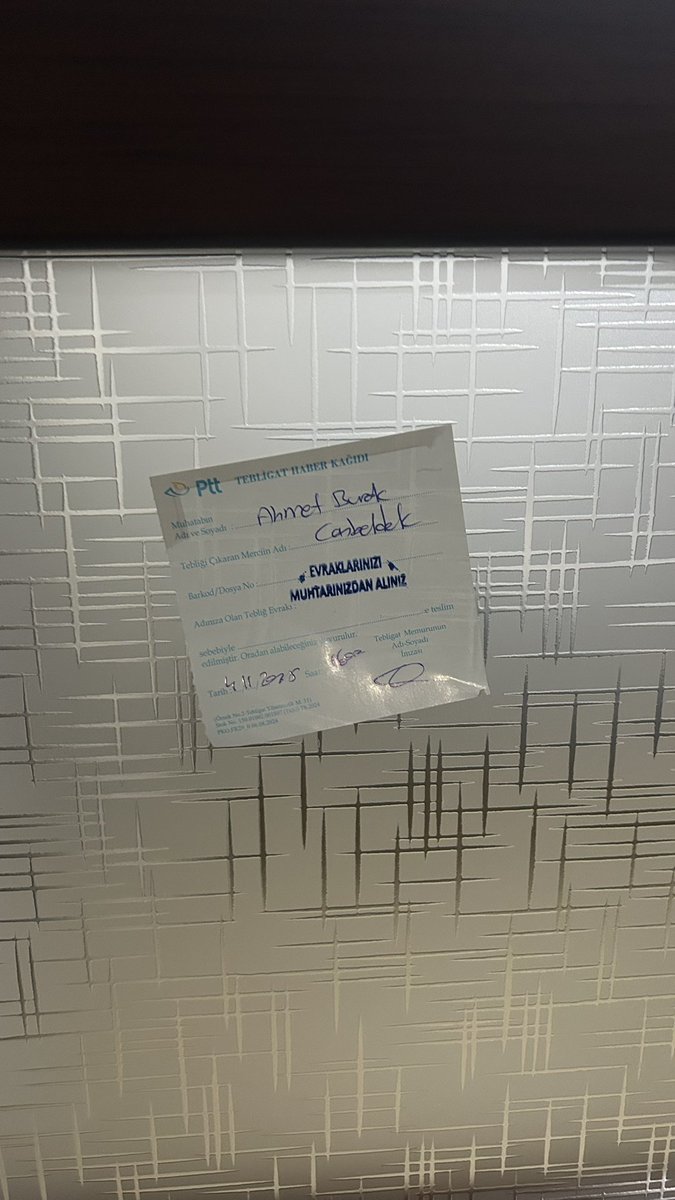 Ptt TEBLİGAT HABER KAĞIDI
Muhatabın
Adı ve Soyadı : Ahmet Burak
Canbeldek
Tebliği Çıkaran Merciin Adı :
Barkod/Dosya No :
EVRAKLARINIZI
MUHTARINIZDAN ALINIZ
Adınıza Olan Tebliğ Evrakı :
sebebiyle e teslim
edilmiştir. Oradan alabileceğiniz duyurulur.
Tebligat Memurunun
Adı-Soyadı
İmzası
Tarih 4.11.2025 Saat